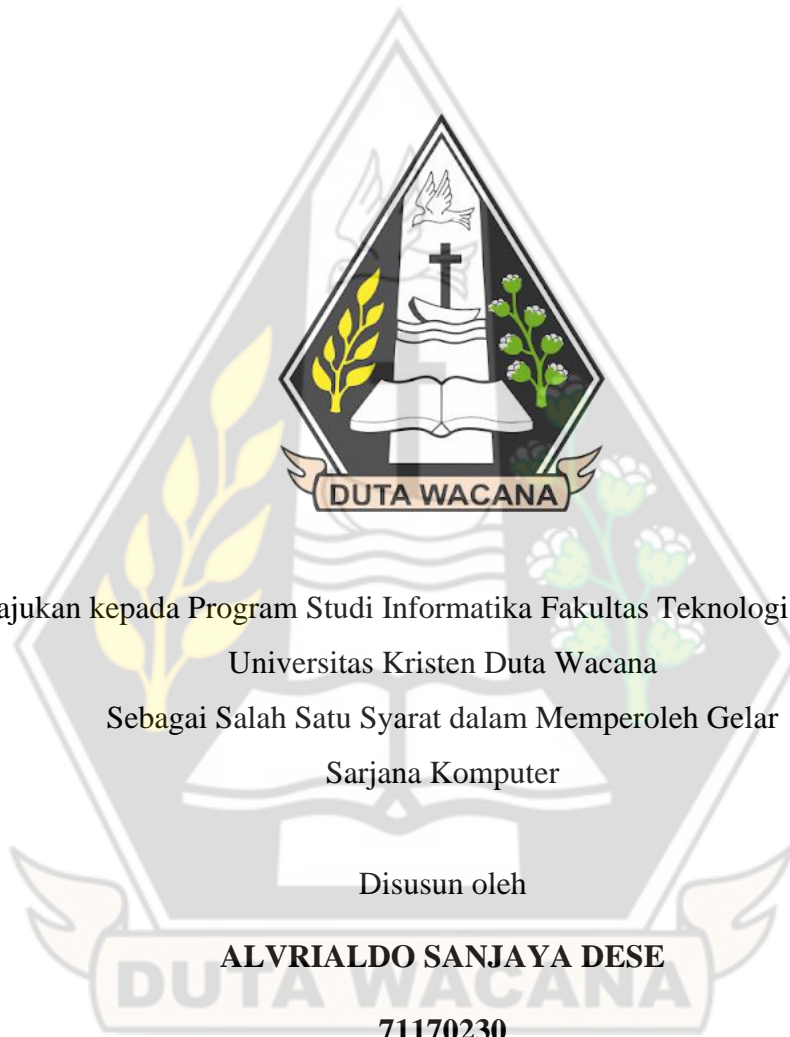 DUTA WACANA
ajukan kepada Program Studi Informatika Fakultas Teknologi
Universitas Kristen Duta Wacana
Sebagai Salah Satu Syarat dalam Memperoleh Gelar
Sarjana Komputer
Disusun oleh
ALVRIALDO SANJAYA DESE
DUTA WACANA
71170230